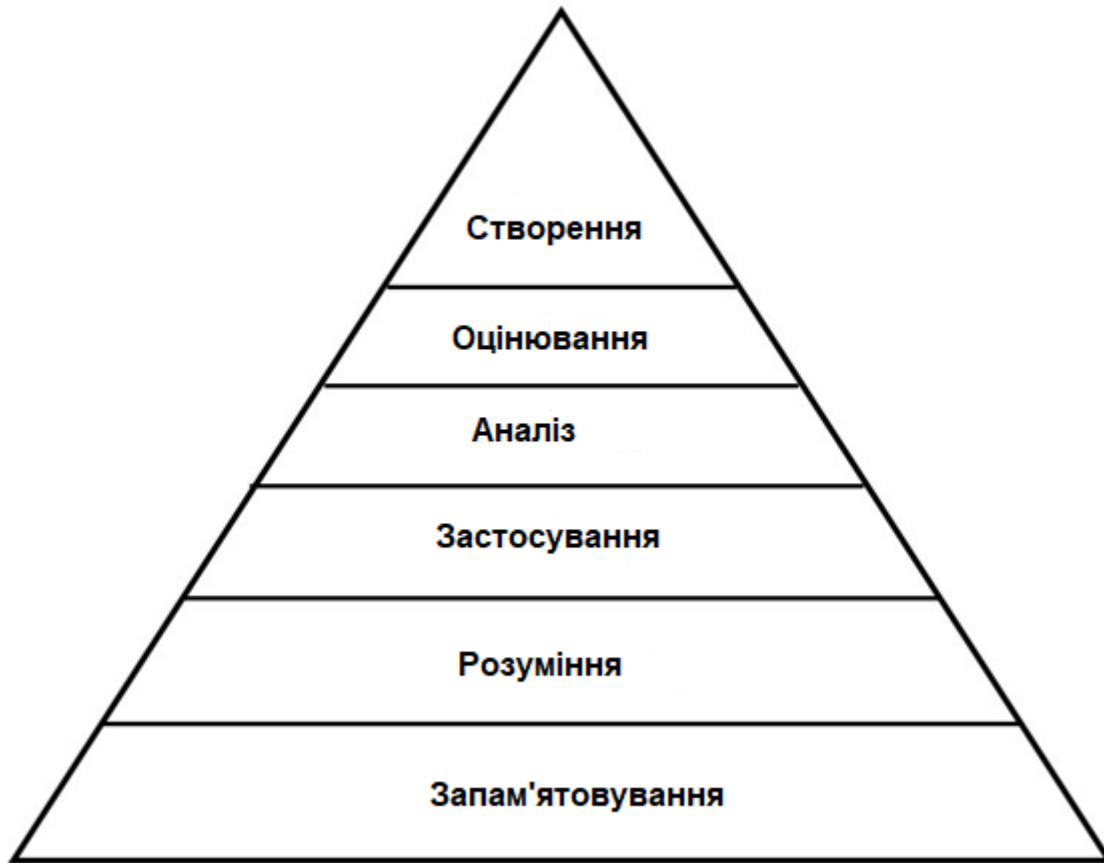 Створення
Оцінювання
Аналіз
Застосування
Розуміння
Запам'ятовування